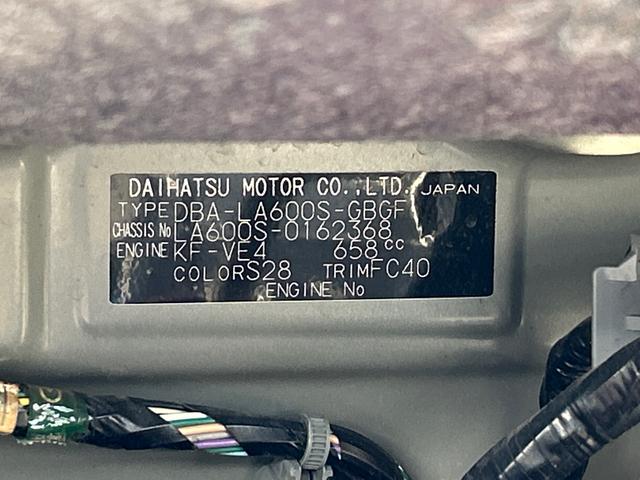 DAIHATSU MOTOR CO.,LTD. JAPAN
TYPE DBA-LA600S-GBGF
CHASSIS No LA600S-0162368
ENGINE KF-VE4 658cc
COLOR S28 TRIM FC40
ENGINE No